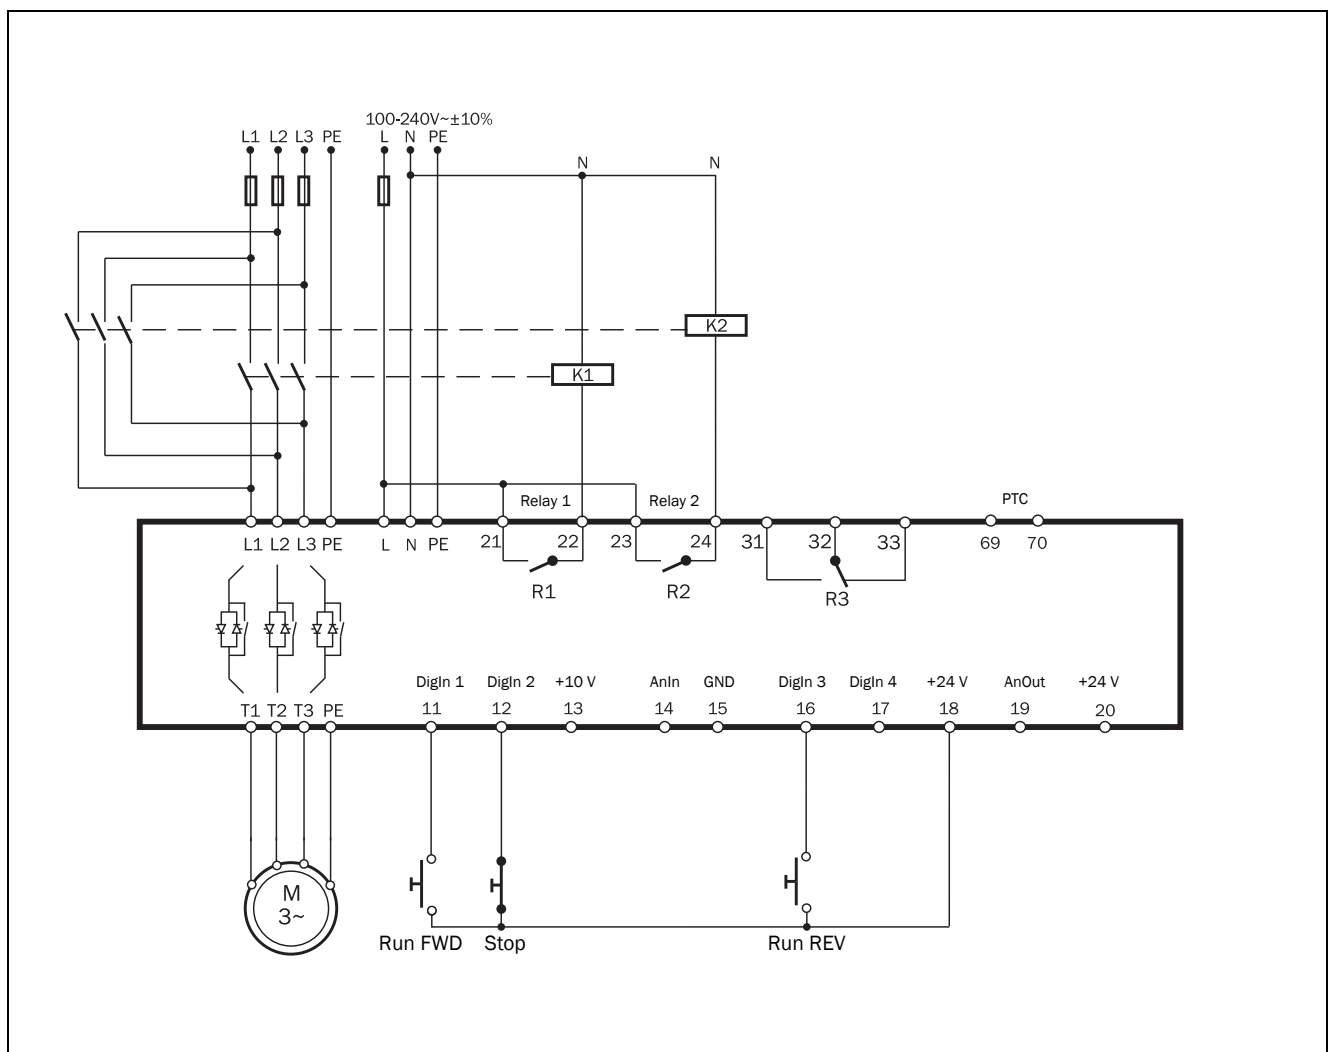 100-240V~±10%
L1 L2 L3 PE L N PE
N N
K2
K1
Relay 1 Relay 2 PTC
L1 L2 L3 PE L N PE 21 22 23 24 31 32 33 69 70
R1 R2 R3
DigIn 1 DigIn 2 +10 V AnIn GND DigIn 3 DigIn 4 +24 V AnOut +24 V
T1 T2 T3 PE 11 12 13 14 15 16 17 18 19 20
M
3~
Run FWD Stop Run REV